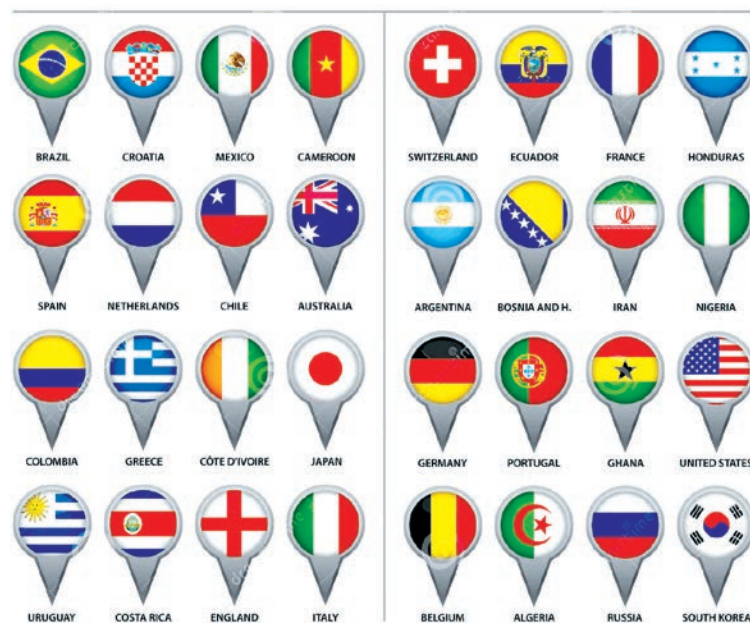 BRAZIL CROATIA MEXICO CAMEROON
SPAIN NETHERLANDS CHILE AUSTRALIA
COLOMBIA GREECE CÔTE D'IVOIRE JAPAN
URUGUAY COSTA RICA ENGLAND ITALY
SWITZERLAND ECUADOR FRANCE HONDURAS
ARGENTINA BOSNIA AND H. IRAN NIGERIA
GERMANY PORTUGAL GHANA UNITED STATES
BELGIUM ALGERIA RUSSIA SOUTH KOREA